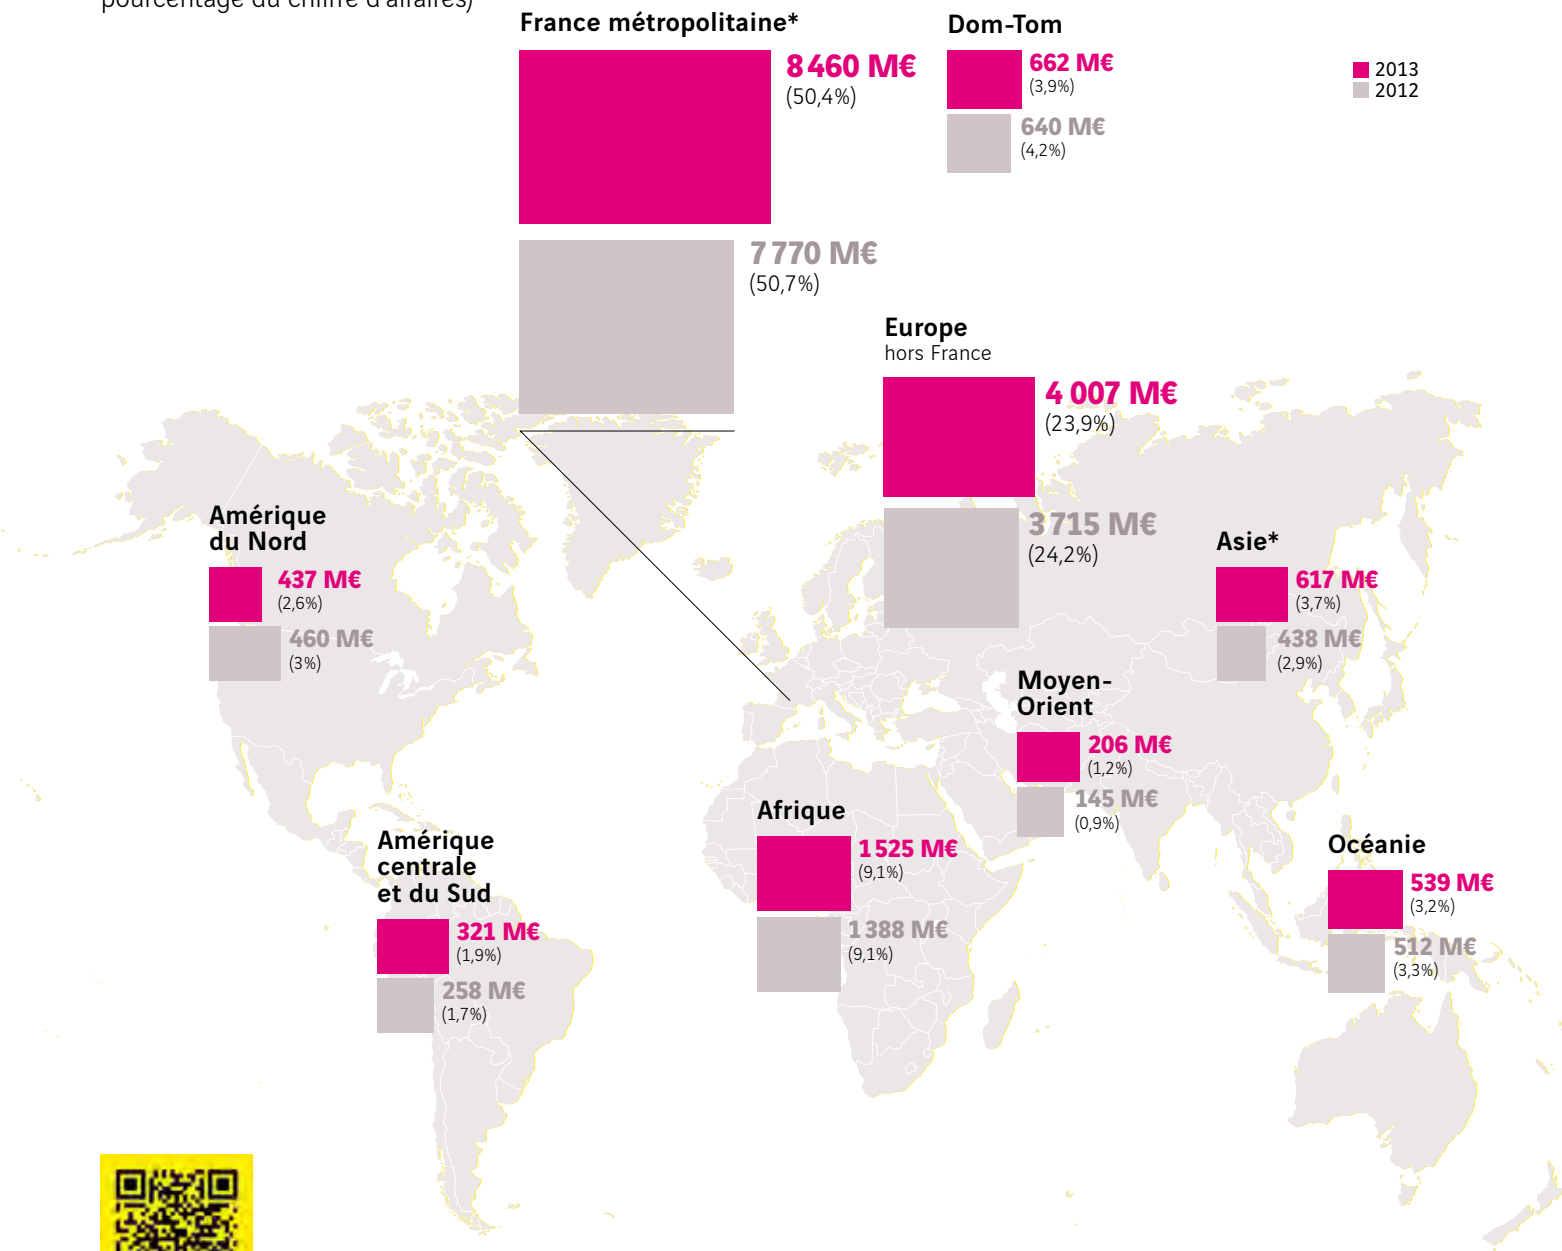 pourcentage du chiffre d'affaires)
France métropolitaine*
8 460 M€
(50,4%)
7 770 M€
(50,7%)
Dom-Tom
662 M€
(3,9%)
640 M€
(4,2%)
2013
2012
Europe
hors France
4 007 M€
(23,9%)
3 715 M€
(24,2%)
Amérique
du Nord
437 M€
(2,6%)
460 M€
(3%)
Asie*
617 M€
(3,7%)
438 M€
(2,9%)
Moyen-
Orient
206 M€
(1,2%)
145 M€
(0,9%)
Afrique
1 525 M€
(9,1%)
1 388 M€
(9,1%)
Amérique
centrale
et du Sud
321 M€
(1,9%)
258 M€
(1,7%)
Océanie
539 M€
(3,2%)
512 M€
(3,3%)